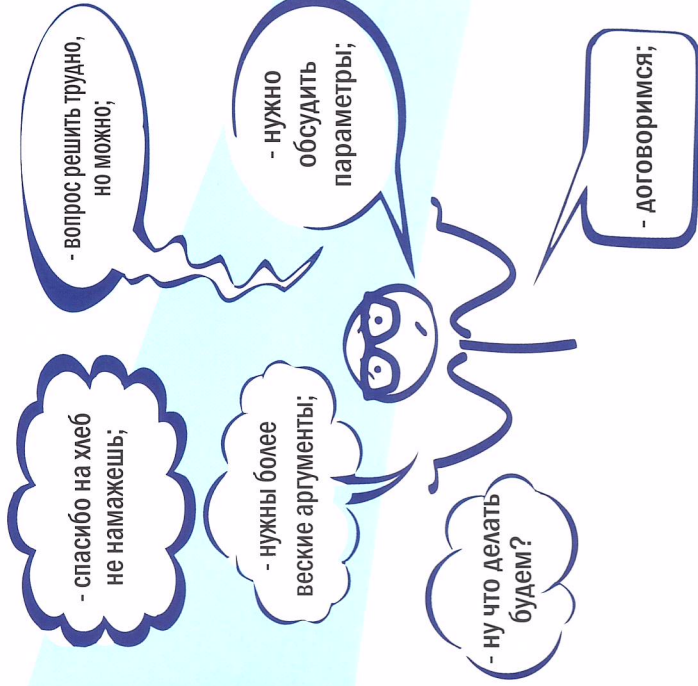 - спасибо на хлеб
не намажешь;
- вопрос решить трудно,
но можно;
- нужны более
веские аргументы;
- нужно
обсудить
параметры;
- ну что делать
будем?
- договоримся;